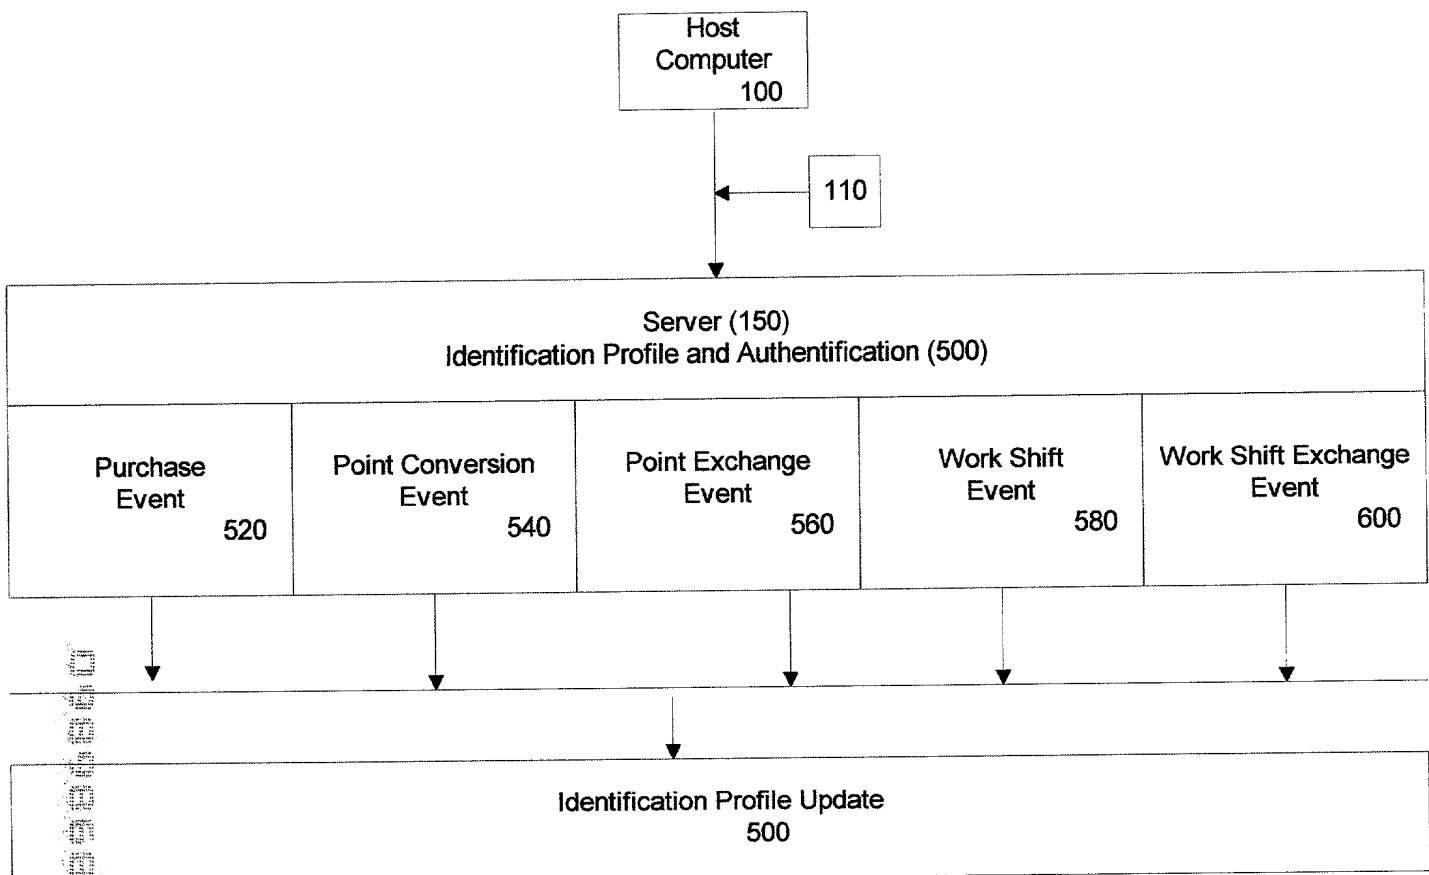 Host
Computer
100
110
Server (150)
Identification Profile and Authentification (500)
Purchase
Event
520
Point Conversion
Event
540
Point Exchange
Event
560
Work Shift
Event
580
Work Shift Exchange
Event
600
Identification Profile Update
500